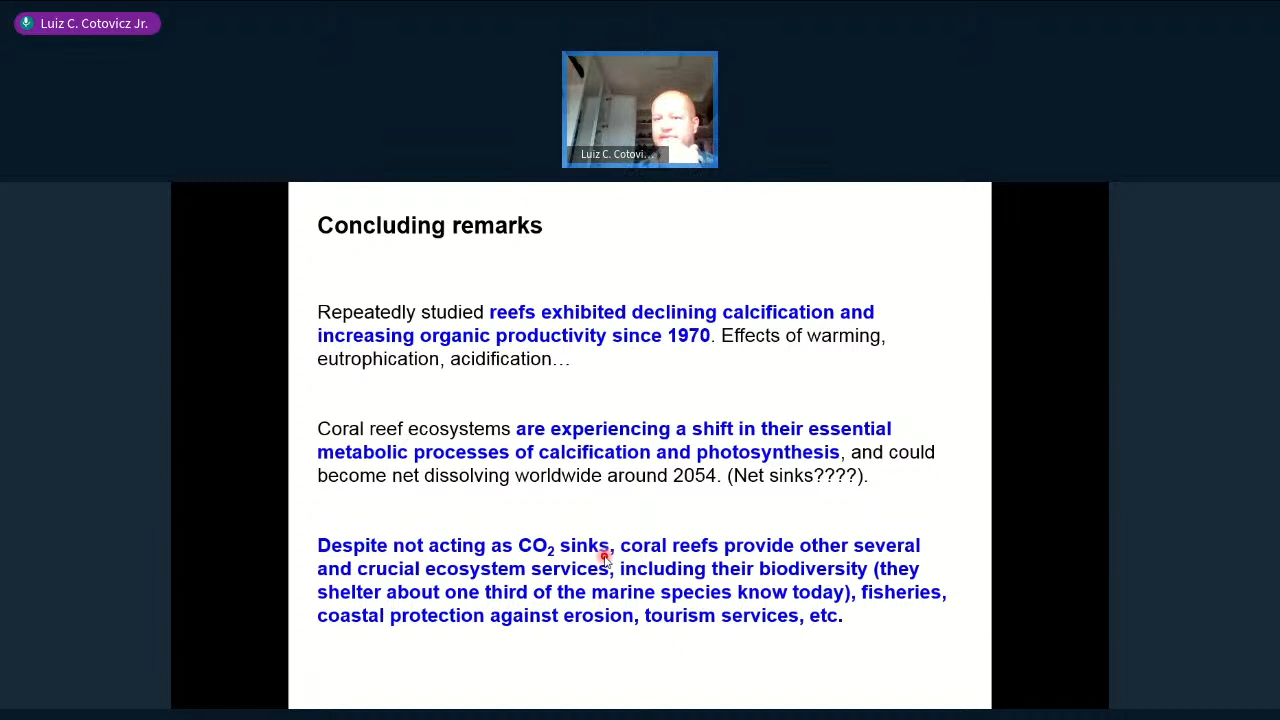 Luiz C. Cotovicz Jr.
Luiz C. Cotovi...
Concluding remarks
Repeatedly studied reefs exhibited declining calcification and
increasing organic productivity since 1970. Effects of warming,
eutrophication, acidification…
Coral reef ecosystems are experiencing a shift in their essential
metabolic processes of calcification and photosynthesis, and could
become net dissolving worldwide around 2054. (Net sinks????).
Despite not acting as CO₂ sinks, coral reefs provide other several
and crucial ecosystem services, including their biodiversity (they
shelter about one third of the marine species know today), fisheries,
coastal protection against erosion, tourism services, etc.